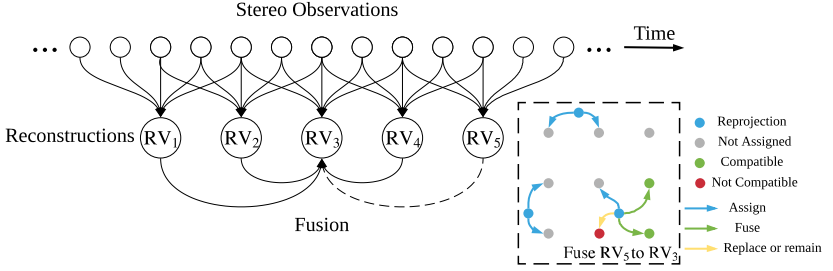 Stereo Observations
... ... Time
Reconstructions RV₁ RV₂ RV₃ RV₄ RV₅
Fusion
Reprojection
Not Assigned
Compatible
Not Compatible
Assign
Fuse
Replace or remain
Fuse RV₅ to RV₃